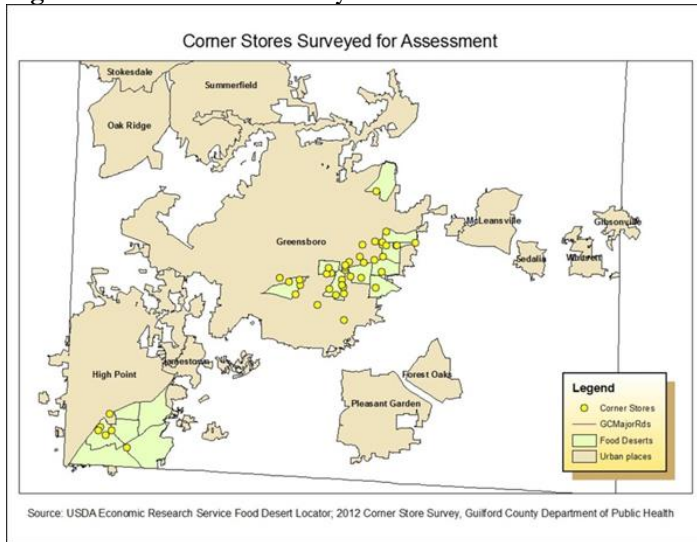 Corner Stores Surveyed for Assessment
Stokesdale
Summerfield
Oak Ridge
McLeansville
Gibsonville
Greensboro
Sedalia
Whitsett
Jamestown
High Point
Forest Oaks
Pleasant Garden
Legend
Corner Stores
GCMajorRds
Food Deserts
Urban places
Source: USDA Economic Research Service Food Desert Locator; 2012 Corner Store Survey, Guilford County Department of Public Health